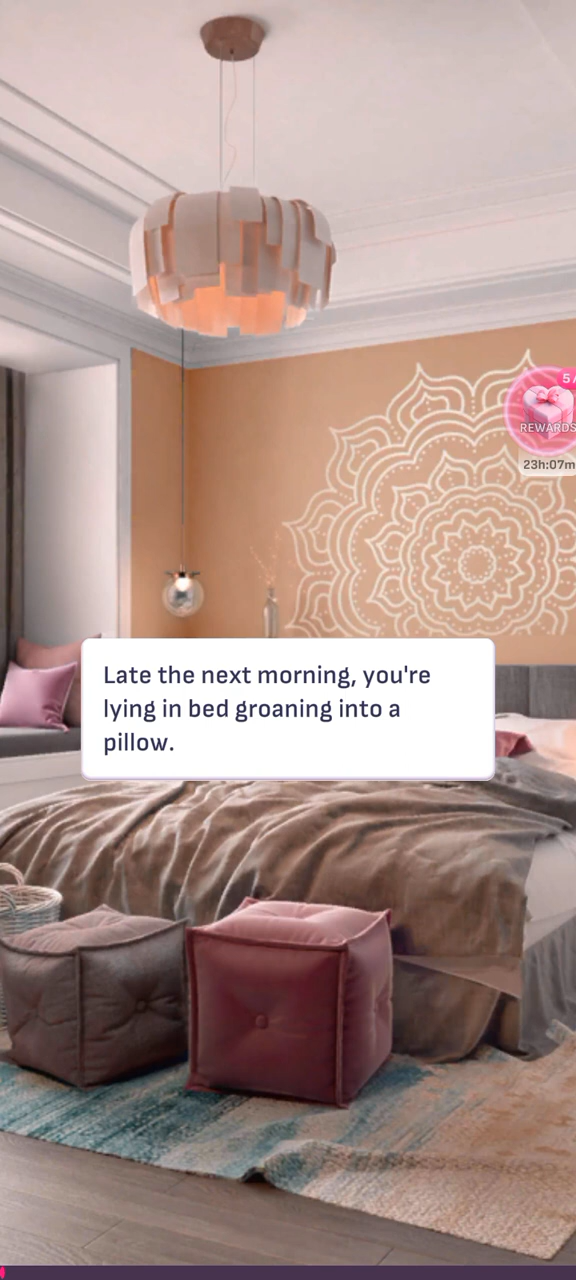 5/
REWARDS
23h:07m
Late the next morning, you're
lying in bed groaning into a
pillow.